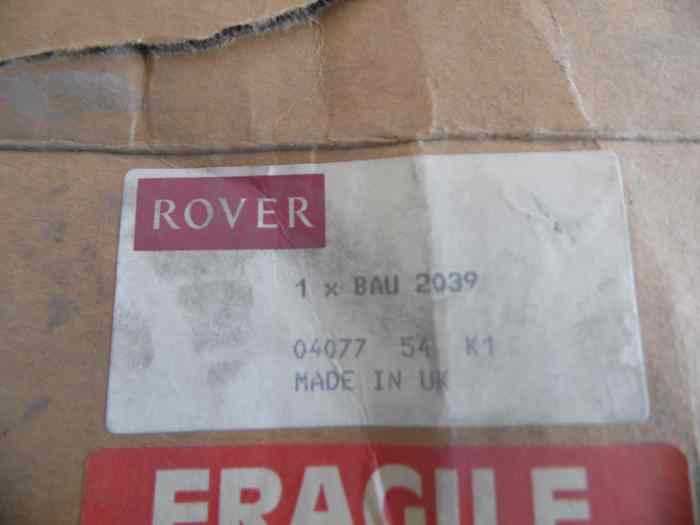 ROVER
1 x BAU 2039
04077 54 K1
MADE IN UK
FRAGILE